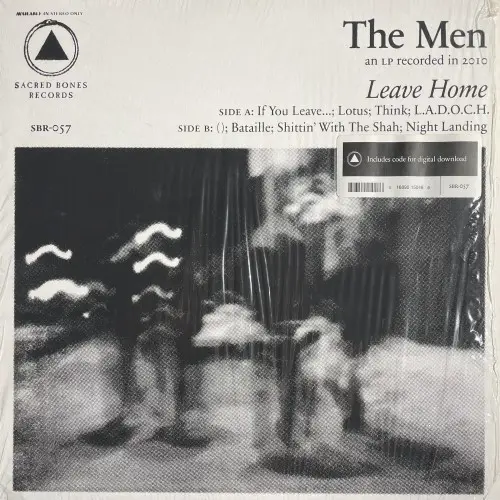 AVAILABLE IN STEREO ONLY
The Men
an LP recorded in 2010
SACRED BONES
RECORDS
Leave Home
SIDE A: If You Leave...; Lotus; Think; L.A.D.O.C.H.
SBR-057
SIDE B: (); Bataille; Shittin' With The Shah; Night Landing
Includes code for digital download
SBR-057